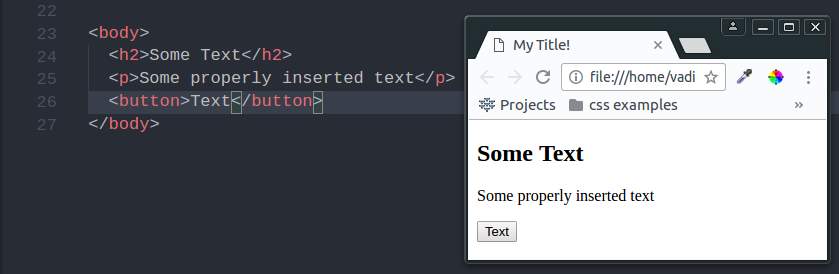 22
23 <body>
24 <h2>Some Text</h2>
25 <p>Some properly inserted text</p>
26 <button>Text</button>
27 </body>
My Title!
file:///home/vadi
Projects css examples »
Some Text
Some properly inserted text
Text